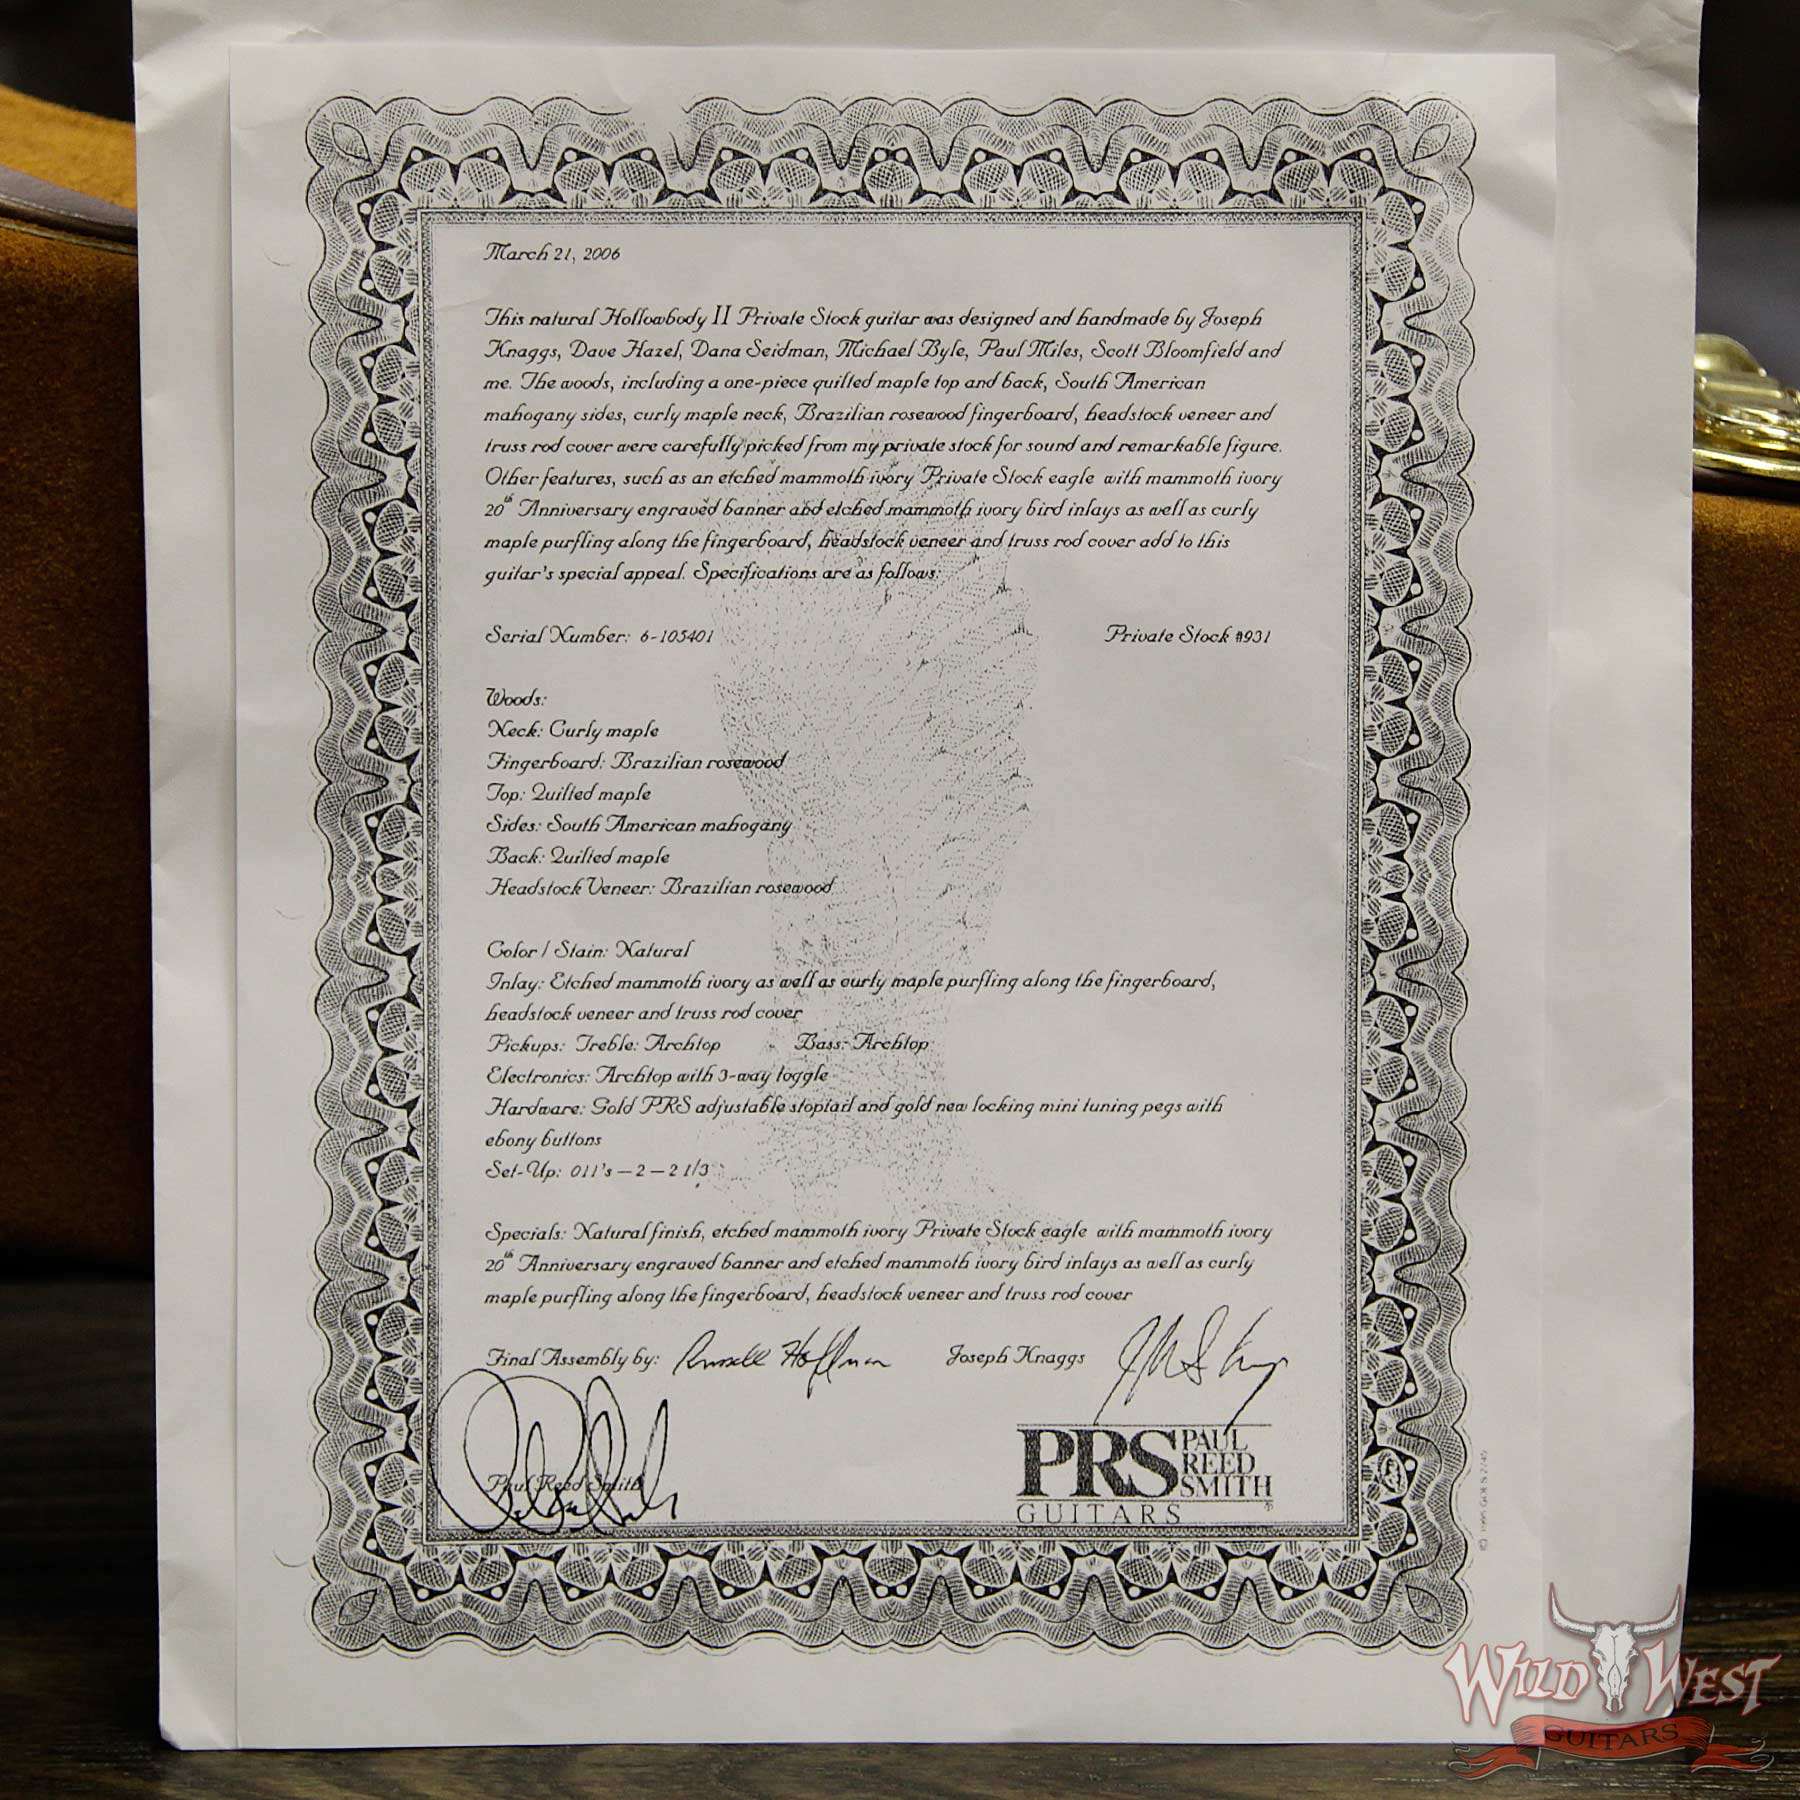 March 21, 2006
This natural Hollowbody II Private Stock guitar was designed and handmade by Joseph
Knaggs, Dave Hazel, Dana Seidman, Michael Byle, Paul Miles, Scott Bloomfield and
me. The woods, including a one-piece quilted maple top and back, South American
mahogany sides, curly maple neck, Brazilian rosewood fingerboard, headstock veneer and
truss rod cover were carefully picked from my private stock for sound and remarkable figure.
Other features, such as an etched mammoth ivory Private Stock eagle with mammoth ivory
20th Anniversary engraved banner and etched mammoth ivory bird inlays as well as curly
maple purfling along the fingerboard, headstock veneer and truss rod cover add to this
guitar's special appeal. Specifications are as follows:
Serial Number: 6-105401 Private Stock #931
Woods:
Neck: Curly maple
Fingerboard: Brazilian rosewood
Top: Quilted maple
Sides: South American mahogany
Back: Quilted maple
Headstock Veneer: Brazilian rosewood
Color / Stain: Natural
Inlay: Etched mammoth ivory as well as curly maple purfling along the fingerboard,
headstock veneer and truss rod cover
Pickups: Treble: Archtop Bass: Archtop
Electronics: Archtop with 3-way toggle
Hardware: Gold PRS adjustable stoptail and gold new locking mini tuning pegs with
ebony buttons
Set-Up: 011's – 2 – 2 1/3
Specials: Natural finish, etched mammoth ivory Private Stock eagle with mammoth ivory
20th Anniversary engraved banner and etched mammoth ivory bird inlays as well as curly
maple purfling along the fingerboard, headstock veneer and truss rod cover
Final Assembly by: Russell Hoffman Joseph Knaggs
Paul Reed Smith
PRS PAUL
REED
SMITH
GUITARS
WILD WEST
GUITARS